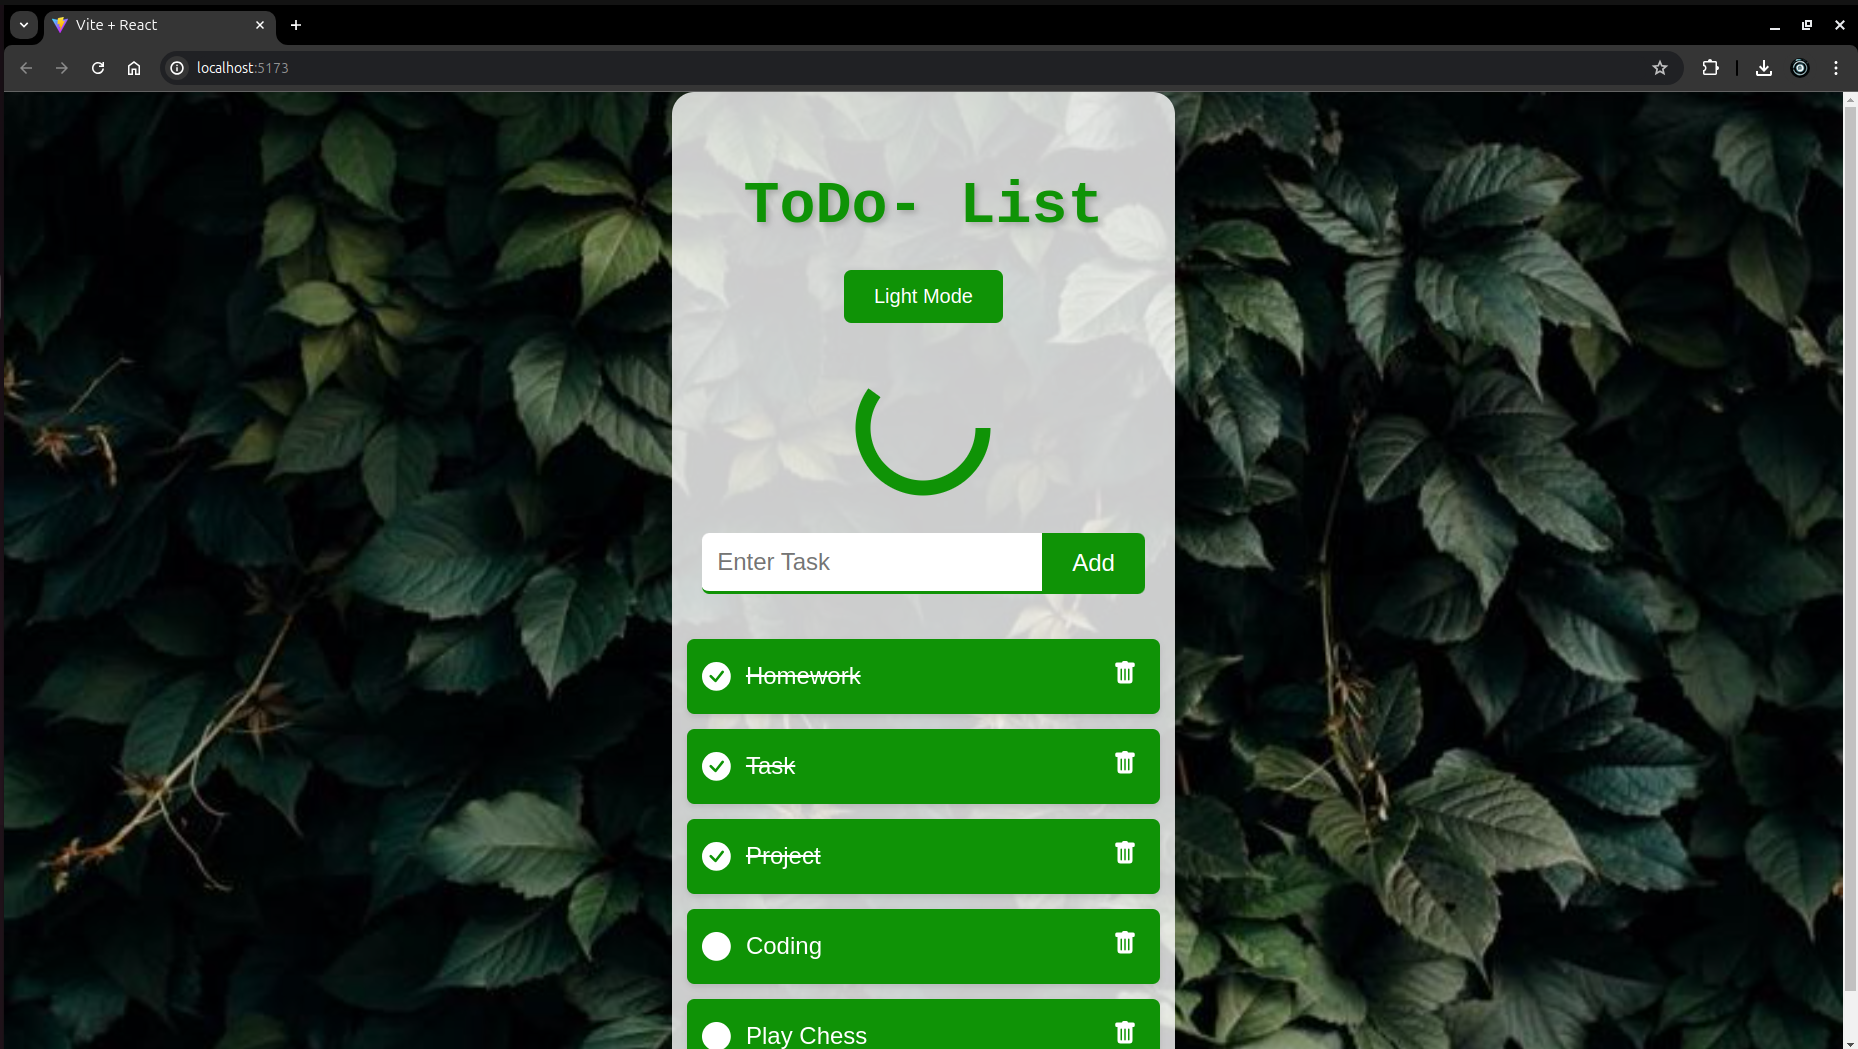 Vite + React
localhost:5173
ToDo- List
Light Mode
Enter Task
Add
Homework
Task
Project
Coding
Play Chess